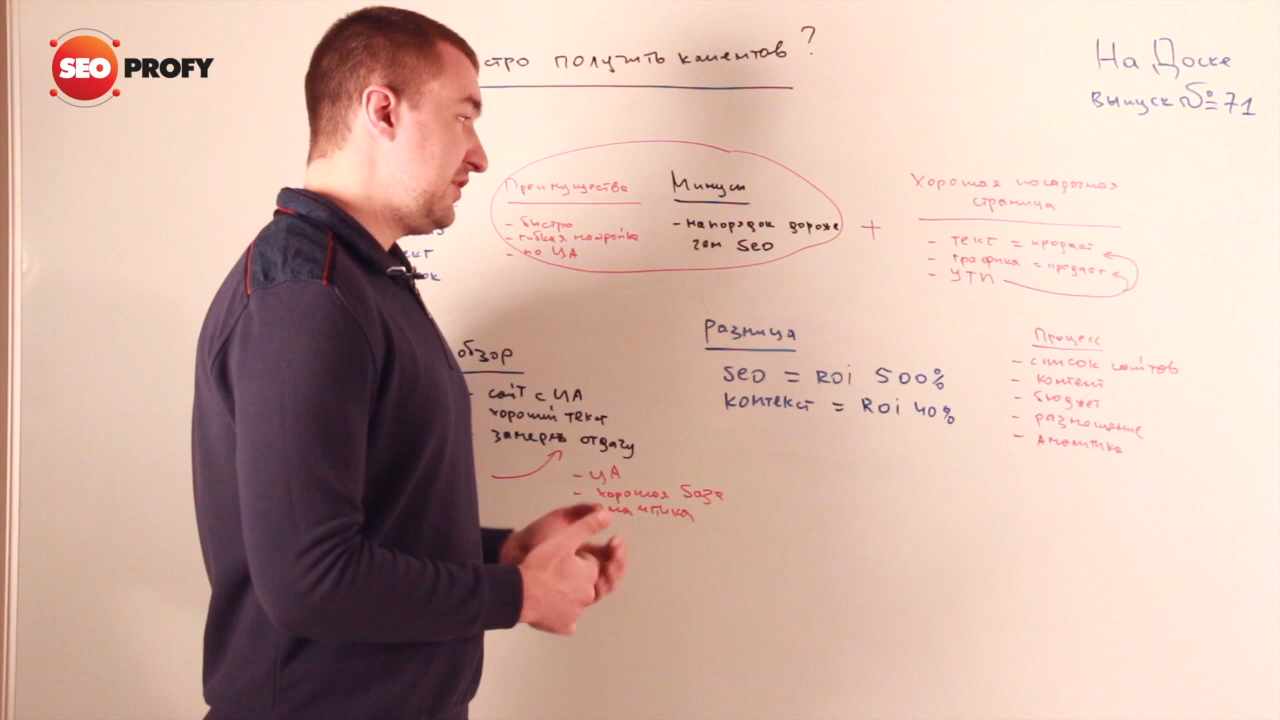 SEO PROFY
стро получить клиентов?
На Доске
Выпуск №71
Преимущества
- быстро
- гибкая настройка
- по ЦА
Минусы
- на порядок дороже
чем SEO
+
Хорошая посадочная
страница
- текст = продает
- графика = продает
- УТП
обзор
- сайт с ЦА
хороший текст
замерять отдачу
- ЦА
- хорошая база
Разница
SEO = ROI 500%
контекст = ROI 40%
Процесс
- список сайтов
- контент
- бюджет
- размещение
- Аналитика